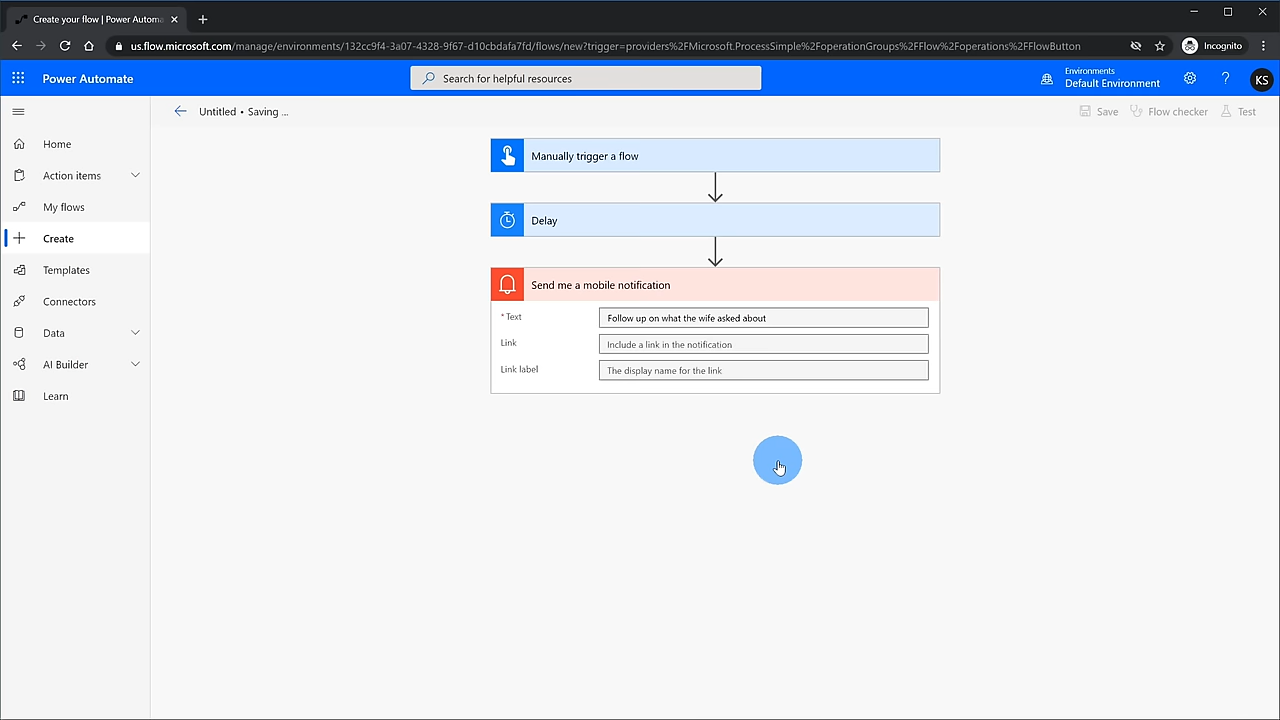 Create your flow | Power Automa
us.flow.microsoft.com/manage/environments/132cc9f4-3a07-4328-9f67-d10cbdafa7fd/flows/new?trigger=providers%2FMicrosoft.ProcessSimple%2FoperationGroups%2FFlow%2Foperations%2FFlowButton
Incognito
Power Automate
Search for helpful resources
Environments
Default Environment
?
KS
Untitled • Saving ...
Save
Flow checker
Test
Home
Action items
My flows
Create
Templates
Connectors
Data
AI Builder
Learn
Manually trigger a flow
Delay
Send me a mobile notification
* Text
Follow up on what the wife asked about
Link
Include a link in the notification
Link label
The display name for the link